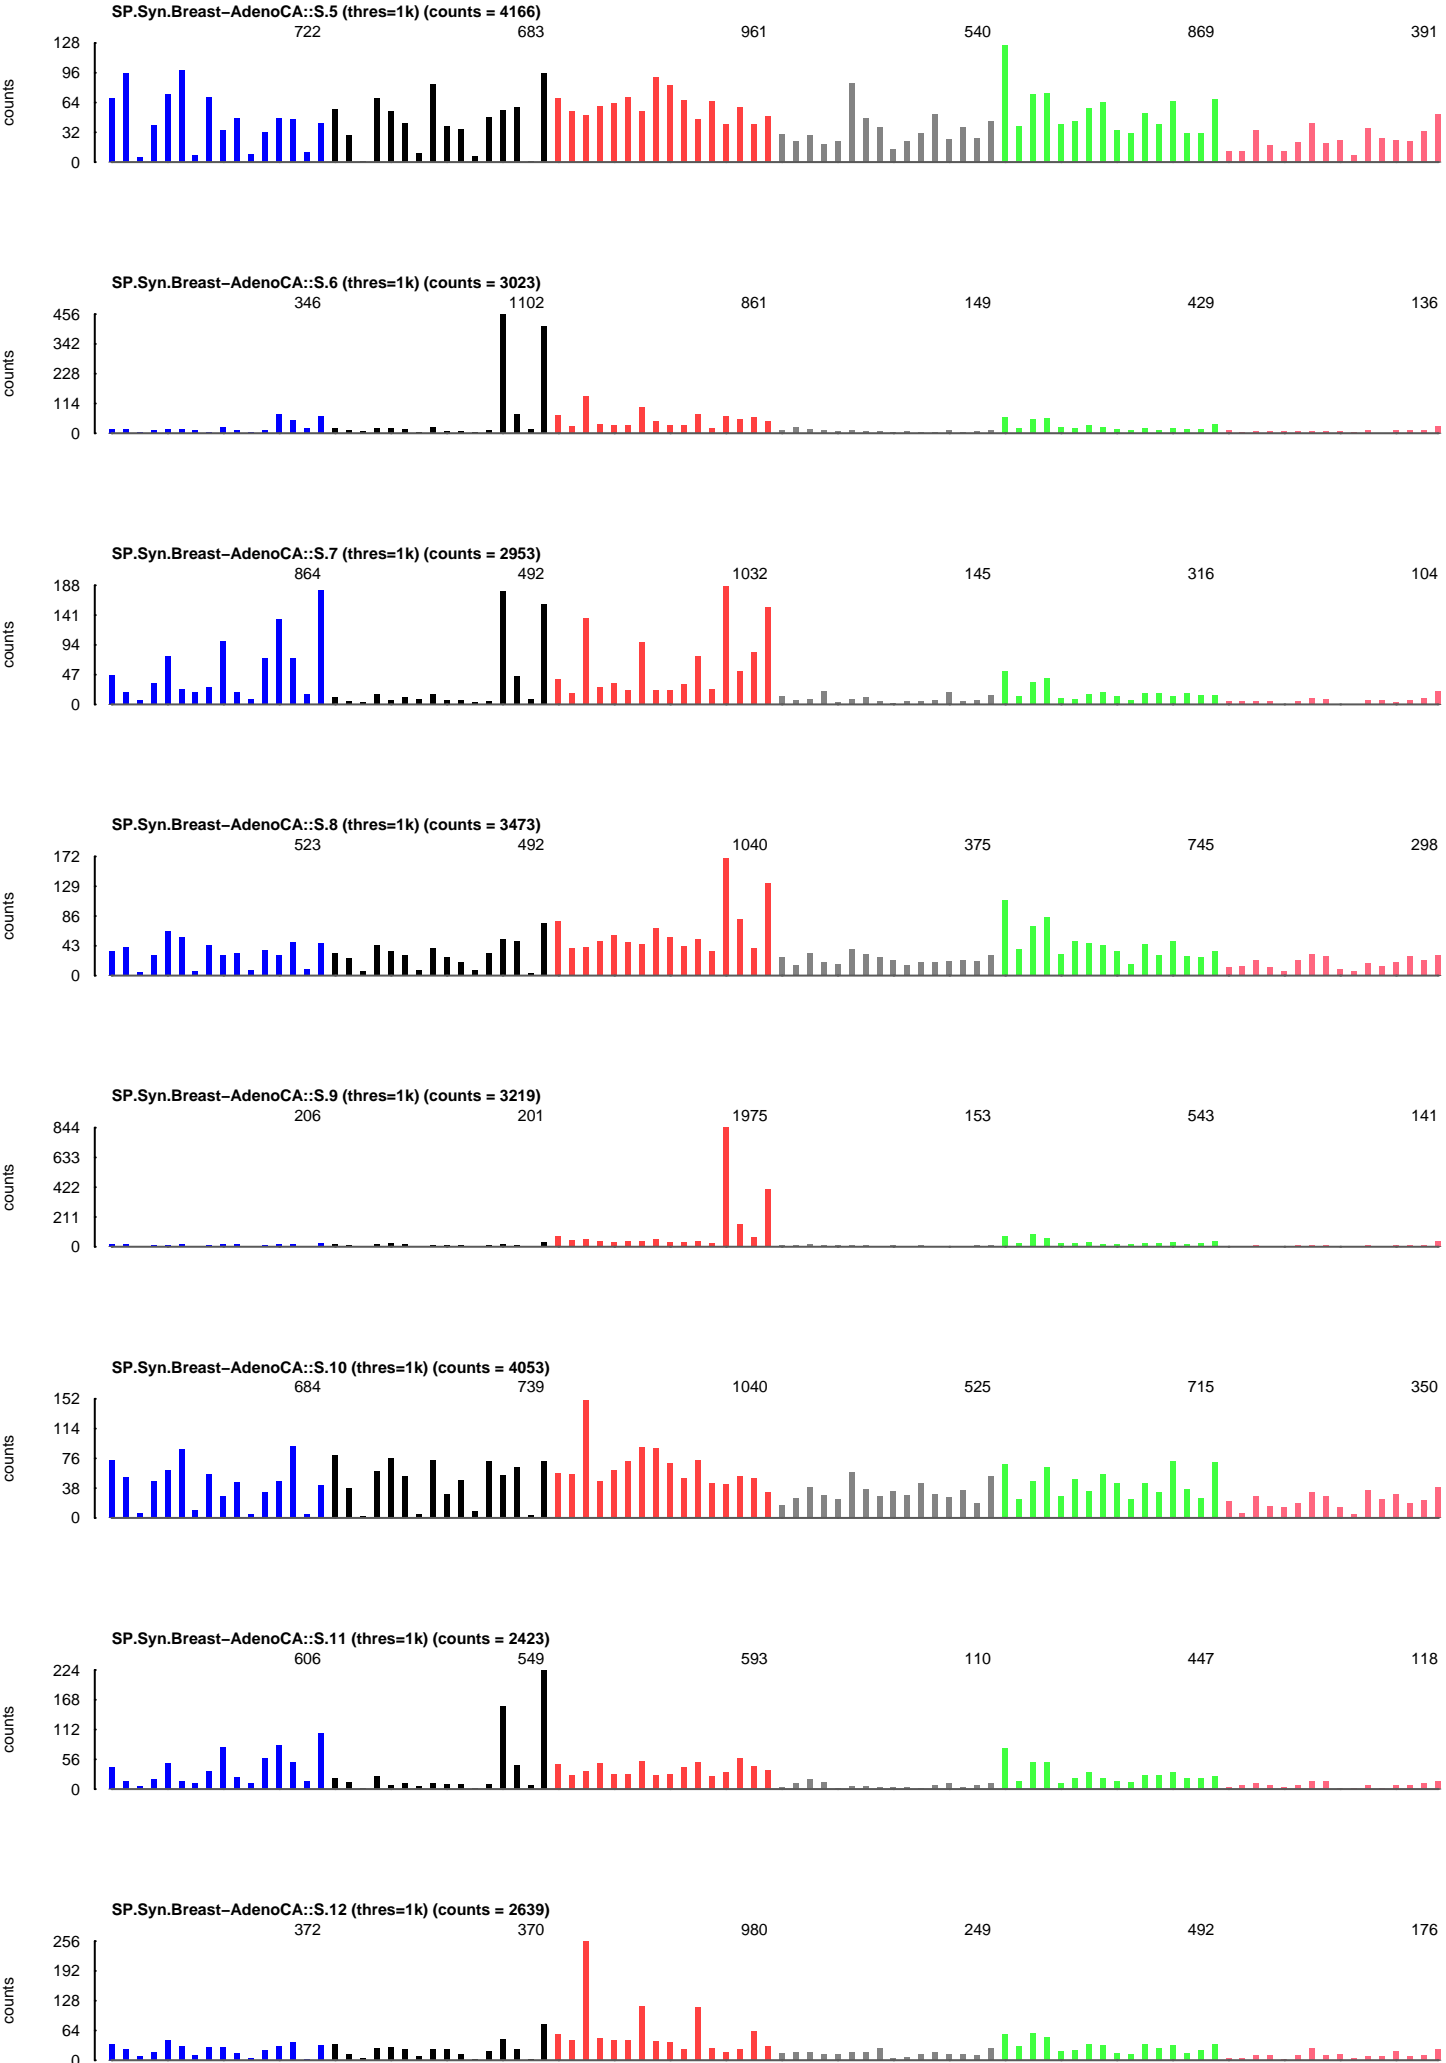 SP.Syn.Breast−AdenoCA::S.5 (thres=1k) (counts = 4166)
722 683 961 540 869 391
128
96
64
32
0
counts
SP.Syn.Breast−AdenoCA::S.6 (thres=1k) (counts = 3023)
346 1102 861 149 429 136
456
342
228
114
0
counts
SP.Syn.Breast−AdenoCA::S.7 (thres=1k) (counts = 2953)
864 492 1032 145 316 104
188
141
94
47
0
counts
SP.Syn.Breast−AdenoCA::S.8 (thres=1k) (counts = 3473)
523 492 1040 375 745 298
172
129
86
43
0
counts
SP.Syn.Breast−AdenoCA::S.9 (thres=1k) (counts = 3219)
206 201 1975 153 543 141
844
633
422
211
0
counts
SP.Syn.Breast−AdenoCA::S.10 (thres=1k) (counts = 4053)
684 739 1040 525 715 350
152
114
76
38
0
counts
SP.Syn.Breast−AdenoCA::S.11 (thres=1k) (counts = 2423)
606 549 593 110 447 118
224
168
112
56
0
counts
SP.Syn.Breast−AdenoCA::S.12 (thres=1k) (counts = 2639)
372 370 980 249 492 176
256
192
128
64
0
counts